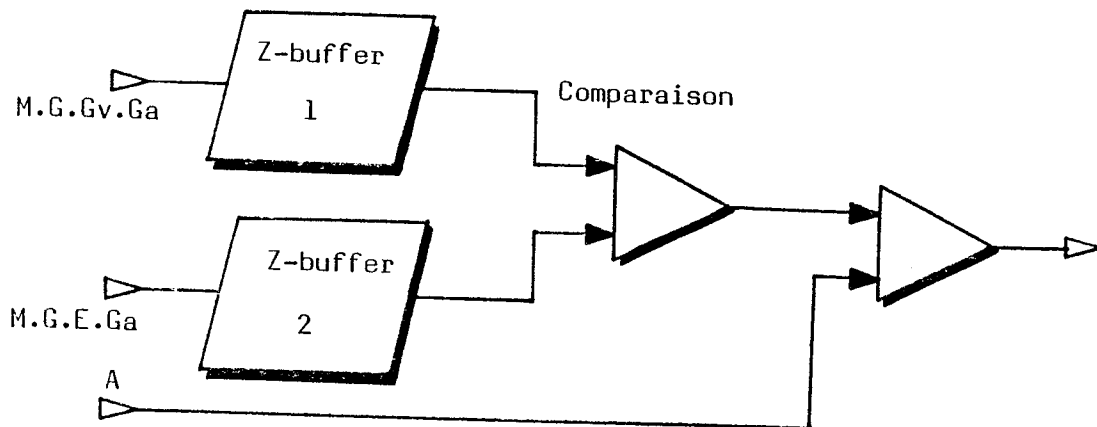 Z-buffer
1
M.G.Gv.Ga
Comparaison
Z-buffer
2
M.G.E.Ga
A